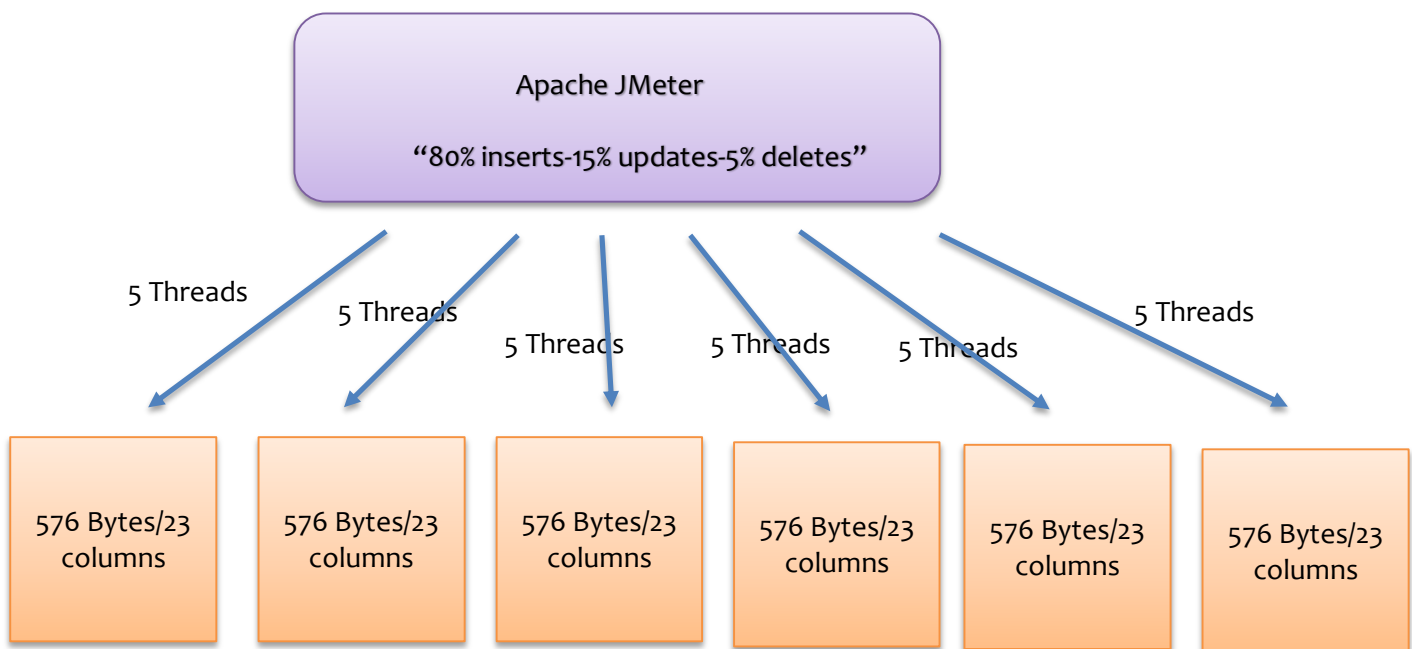 Apache JMeter
“80% inserts-15% updates-5% deletes”
5 Threads
5 Threads
5 Threads
5 Threads
5 Threads
5 Threads
576 Bytes/23
columns
576 Bytes/23
columns
576 Bytes/23
columns
576 Bytes/23
columns
576 Bytes/23
columns
576 Bytes/23
columns